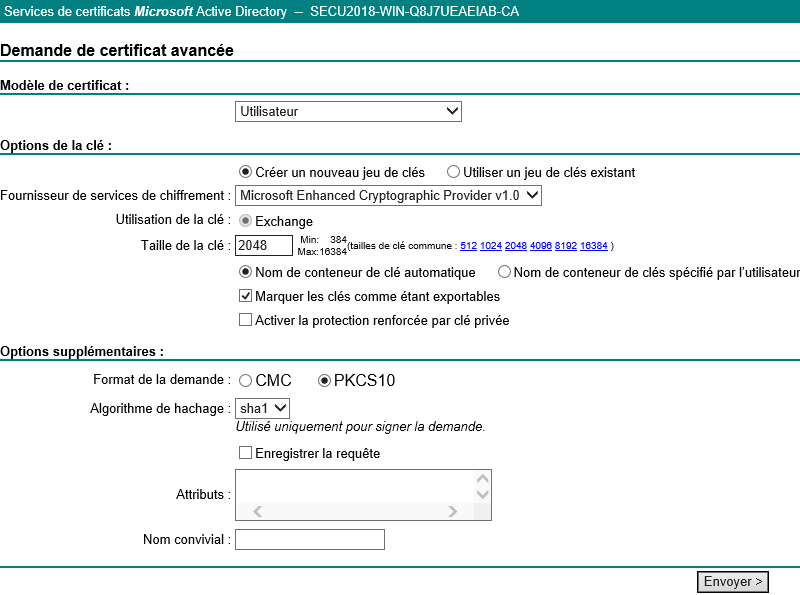 Services de certificats Microsoft Active Directory -- SECU2018-WIN-Q8J7UEAEIAB-CA
Demande de certificat avancée
Modèle de certificat :
Utilisateur
Options de la clé :
Créer un nouveau jeu de clés Utiliser un jeu de clés existant
Fournisseur de services de chiffrement : Microsoft Enhanced Cryptographic Provider v1.0
Utilisation de la clé : Exchange
Taille de la clé : 2048 Min: 384 Max:16384 (tailles de clé commune : 512 1024 2048 4096 8192 16384 )
Nom de conteneur de clé automatique Nom de conteneur de clés spécifié par l'utilisateur
Marquer les clés comme étant exportables
Activer la protection renforcée par clé privée
Options supplémentaires :
Format de la demande : CMC PKCS10
Algorithme de hachage : sha1
Utilisé uniquement pour signer la demande.
Enregistrer la requête
Attributs :
Nom convivial :
Envoyer >